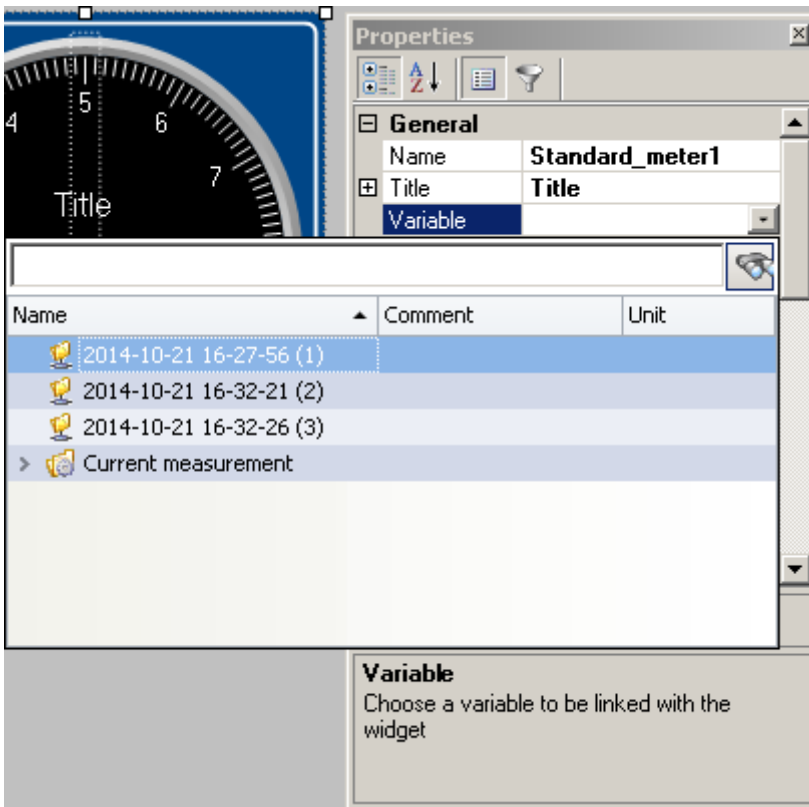 Properties
5
4
6
7
Title
General
Name Standard_meter1
Title Title
Variable
Name Comment Unit
2014-10-21 16-27-56 (1)
2014-10-21 16-32-21 (2)
2014-10-21 16-32-26 (3)
Current measurement
Variable
Choose a variable to be linked with the
widget